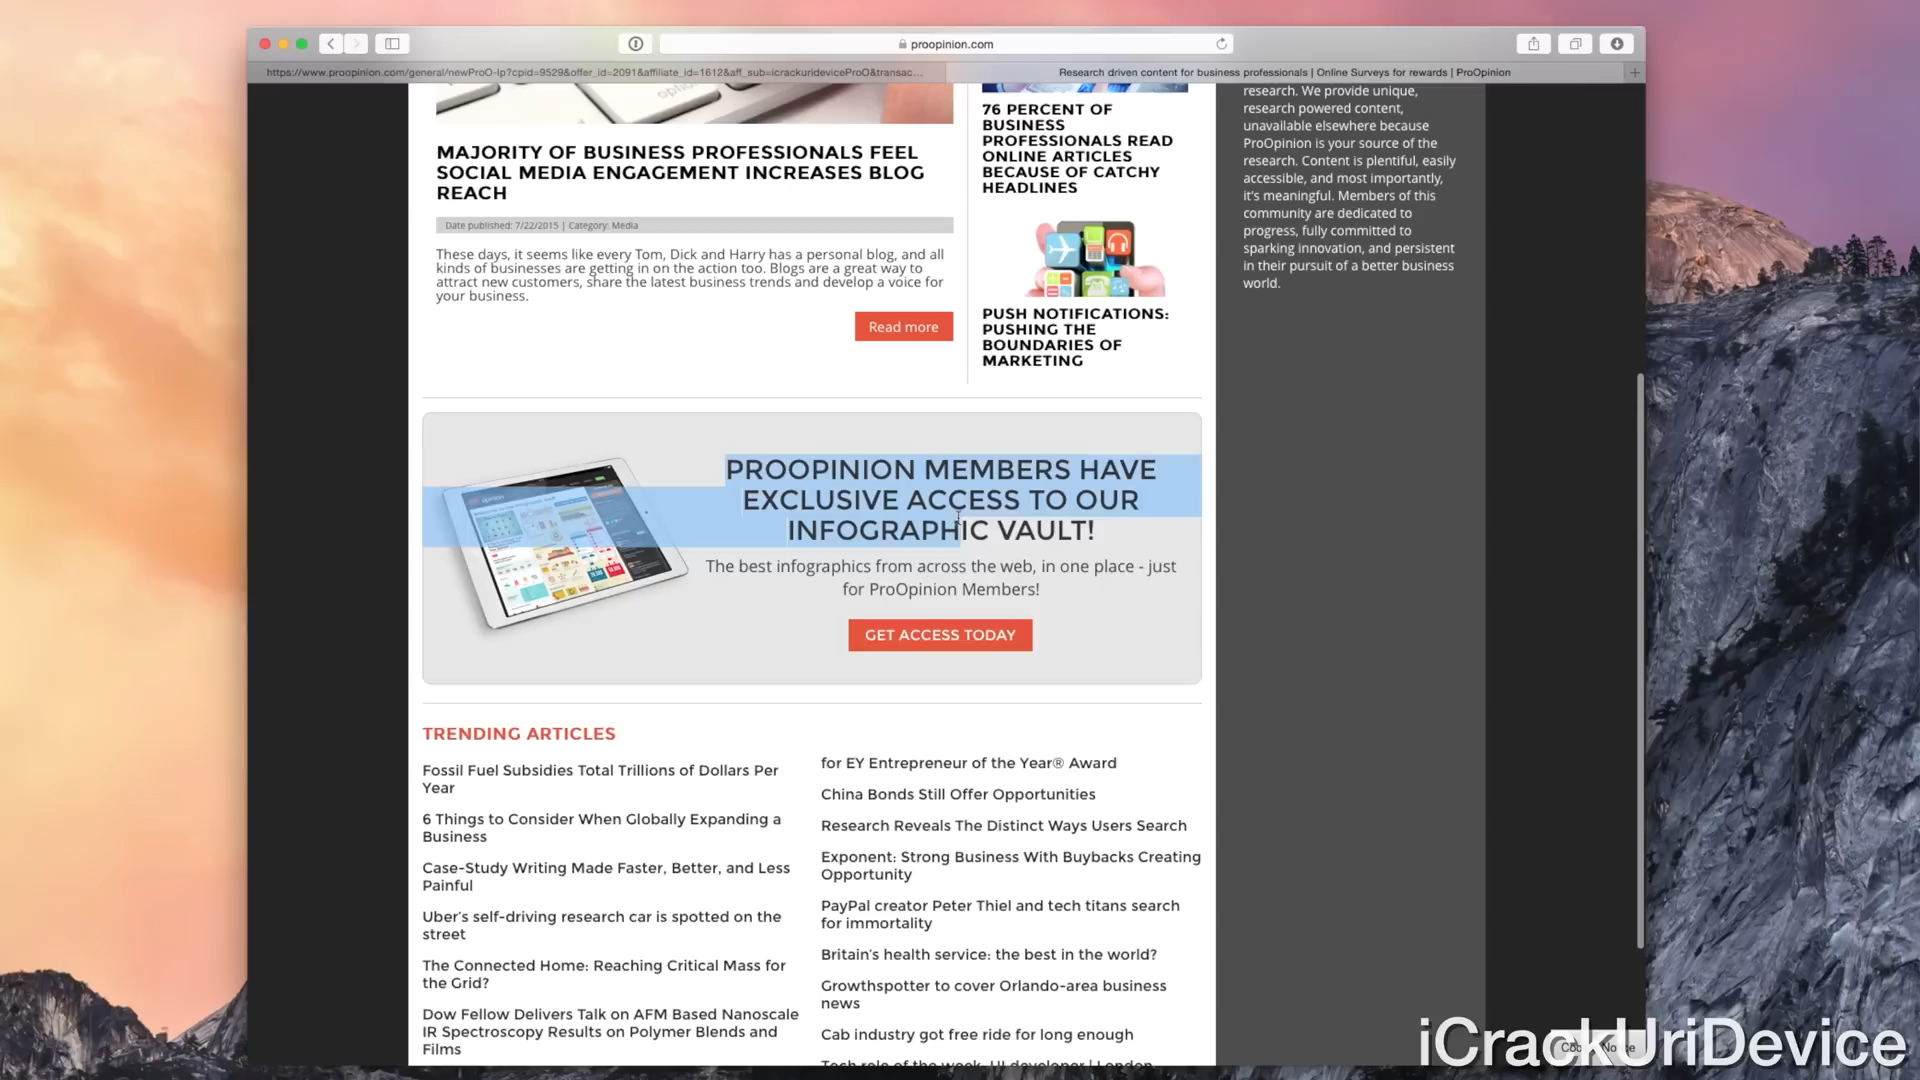 proopinion.com
https://www.proopinion.com/general/newProO-lp?cpid=9529&offer_id=2091&affiliate_id=1612&aff_sub=icrackurideviceProO&transac...
Research driven content for business professionals | Online Surveys for rewards | ProOpinion
option
MAJORITY OF BUSINESS PROFESSIONALS FEEL
SOCIAL MEDIA ENGAGEMENT INCREASES BLOG
REACH
Date published: 7/22/2015 | Category: Media
These days, it seems like every Tom, Dick and Harry has a personal blog, and all
kinds of businesses are getting in on the action too. Blogs are a great way to
attract new customers, share the latest business trends and develop a voice for
your business.
Read more
76 PERCENT OF
BUSINESS
PROFESSIONALS READ
ONLINE ARTICLES
BECAUSE OF CATCHY
HEADLINES
PUSH NOTIFICATIONS:
PUSHING THE
BOUNDARIES OF
MARKETING
research. We provide unique,
research powered content,
unavailable elsewhere because
ProOpinion is your source of the
research. Content is plentiful, easily
accessible, and most importantly,
it's meaningful. Members of this
community are dedicated to
progress, fully committed to
sparking innovation, and persistent
in their pursuit of a better business
world.
PROOPINION MEMBERS HAVE
EXCLUSIVE ACCESS TO OUR
INFOGRAPHIC VAULT!
The best infographics from across the web, in one place - just
for ProOpinion Members!
GET ACCESS TODAY
TRENDING ARTICLES
Fossil Fuel Subsidies Total Trillions of Dollars Per
Year
6 Things to Consider When Globally Expanding a
Business
Case-Study Writing Made Faster, Better, and Less
Painful
Uber's self-driving research car is spotted on the
street
The Connected Home: Reaching Critical Mass for
the Grid?
Dow Fellow Delivers Talk on AFM Based Nanoscale
IR Spectroscopy Results on Polymer Blends and
Films
for EY Entrepreneur of the Year® Award
China Bonds Still Offer Opportunities
Research Reveals The Distinct Ways Users Search
Exponent: Strong Business With Buybacks Creating
Opportunity
PayPal creator Peter Thiel and tech titans search
for immortality
Britain's health service: the best in the world?
Growthspotter to cover Orlando-area business
news
Cab industry got free ride for long enough
Tech role of the week: UI developer | London
iCrackUriDevice